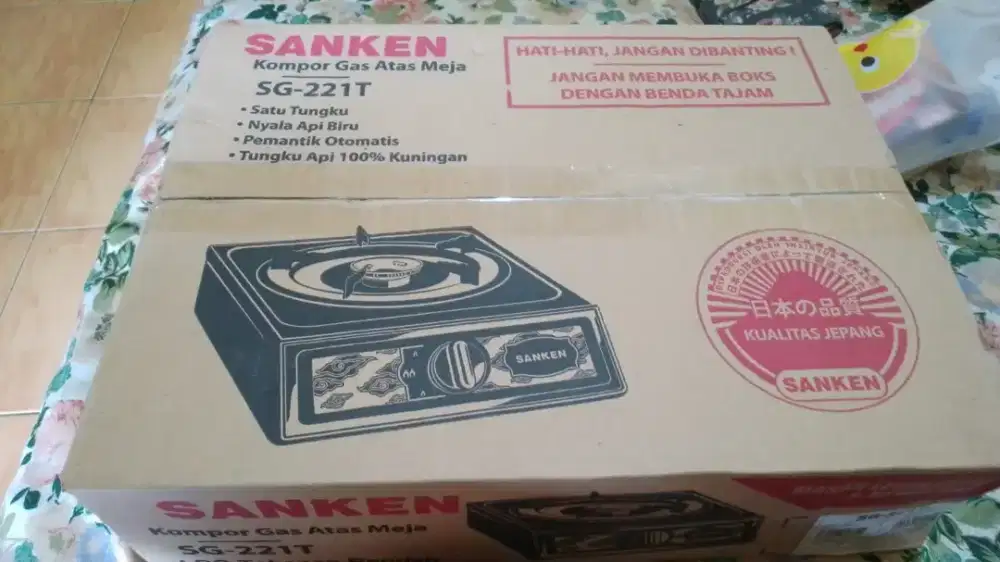 SANKEN
Kompor Gas Atas Meja
SG-221T
• Satu Tungku
• Nyala Api Biru
• Pemantik Otomatis
• Tungku Api 100% Kuningan
HATI-HATI, JANGAN DIBANTING !
JANGAN MEMBUKA BOKS
DENGAN BENDA TAJAM
SANKEN
日本の品質
KUALITAS JEPANG
SANKEN
SANKEN
Kompor Gas Atas Meja
SG-221T